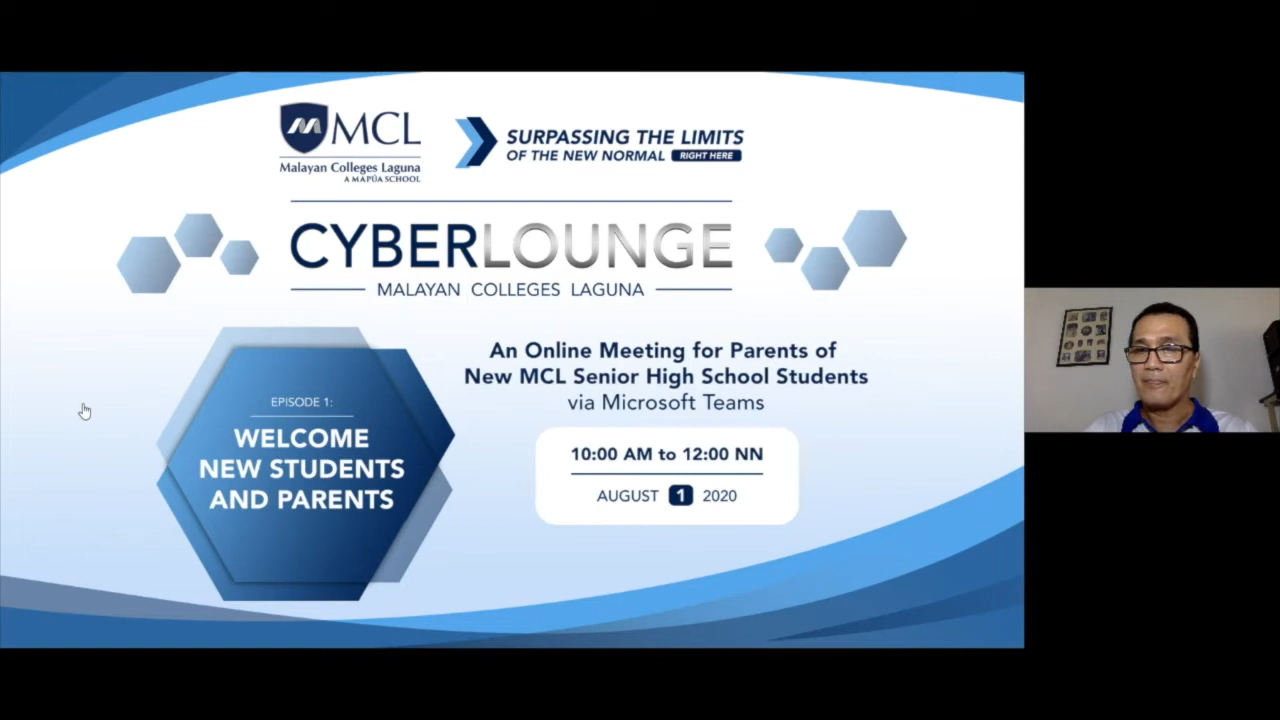 MCL
Malayan Colleges Laguna
A MAPÚA SCHOOL
SURPASSING THE LIMITS
OF THE NEW NORMAL RIGHT HERE
CYBERLOUNGE
MALAYAN COLLEGES LAGUNA
EPISODE 1:
WELCOME
NEW STUDENTS
AND PARENTS
An Online Meeting for Parents of
New MCL Senior High School Students
via Microsoft Teams
10:00 AM to 12:00 NN
AUGUST 1 2020